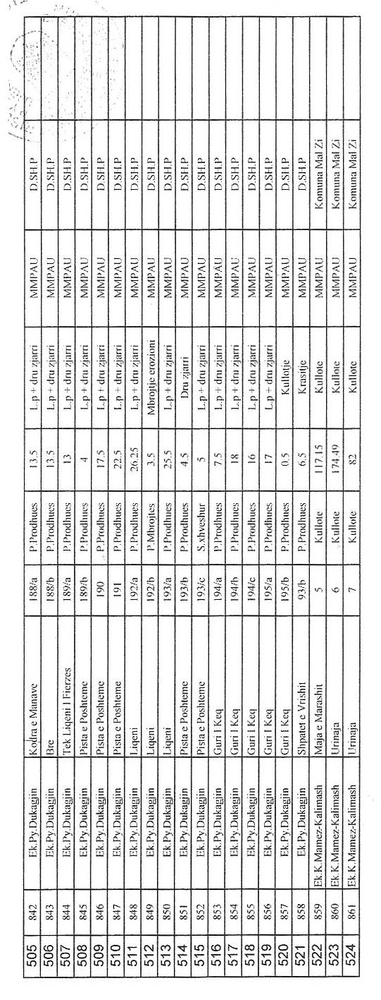 505 842 Ek.Py.Dukagjin Kodra e Manave 188/a P.Prodhues 13.5 L.p + dru zjarri MMPAU D.SH.P
506 843 Ek.Py.Dukagjin Bre 188/b P.Prodhues 13.5 L.p + dru zjarri MMPAU D.SH.P
507 844 Ek.Py.Dukagjin Tek Liqeni I Fierzes 189/a P.Prodhues 13 L.p + dru zjarri MMPAU D.SH.P
508 845 Ek.Py.Dukagjin Pista e Poshteme 189/b P.Prodhues 4 L.p + dru zjarri MMPAU D.SH.P
509 846 Ek.Py.Dukagjin Pista e Poshteme 190 P.Prodhues 17.5 L.p + dru zjarri MMPAU D.SH.P
510 847 Ek.Py.Dukagjin Pista e Poshteme 191 P.Prodhues 22.5 L.p + dru zjarri MMPAU D.SH.P
511 848 Ek.Py.Dukagjin Liqeni 192/a P.Prodhues 26.25 L.p + dru zjarri MMPAU D.SH.P
512 849 Ek.Py.Dukagjin Liqeni 192/b P.Mbrojtes 3.5 Mbrojtje erozioni MMPAU D.SH.P
513 850 Ek.Py.Dukagjin Liqeni 193/a P.Prodhues 25.5 L.p + dru zjarri MMPAU D.SH.P
514 851 Ek.Py.Dukagjin Pista e Poshteme 193/b P.Prodhues 4.5 Dru zjarri MMPAU D.SH.P
515 852 Ek.Py.Dukagjin Pista e Poshteme 193/c S.xhveshur 5 L.p + dru zjarri MMPAU D.SH.P
516 853 Ek.Py.Dukagjin Guri I Keq 194/a P.Prodhues 7.5 L.p + dru zjarri MMPAU D.SH.P
517 854 Ek.Py.Dukagjin Guri I Keq 194/b P.Prodhues 18 L.p + dru zjarri MMPAU D.SH.P
518 855 Ek.Py.Dukagjin Guri I Keq 194/c P.Prodhues 16 L.p + dru zjarri MMPAU D.SH.P
519 856 Ek.Py.Dukagjin Guri I Keq 195/a P.Prodhues 17 L.p + dru zjarri MMPAU D.SH.P
520 857 Ek.Py.Dukagjin Guri I Keq 195/b P.Prodhues 0.5 Kullotje MMPAU D.SH.P
521 858 Ek.Py.Dukagjin Shpatet e Vrishit 93/b P.Prodhues 6.5 Krasitje MMPAU D.SH.P
522 859 Ek.K.Mamez-Kalimash Maja e Marashit 5 Kullote 117.15 Kullote MMPAU Komuna Mal Zi
523 860 Ek.K.Mamez-Kalimash Urinaja 6 Kullote 174.49 Kullote MMPAU Komuna Mal Zi
524 861 Ek.K.Mamez-Kalimash Urinaja 7 Kullote 82 Kullote MMPAU Komuna Mal Zi